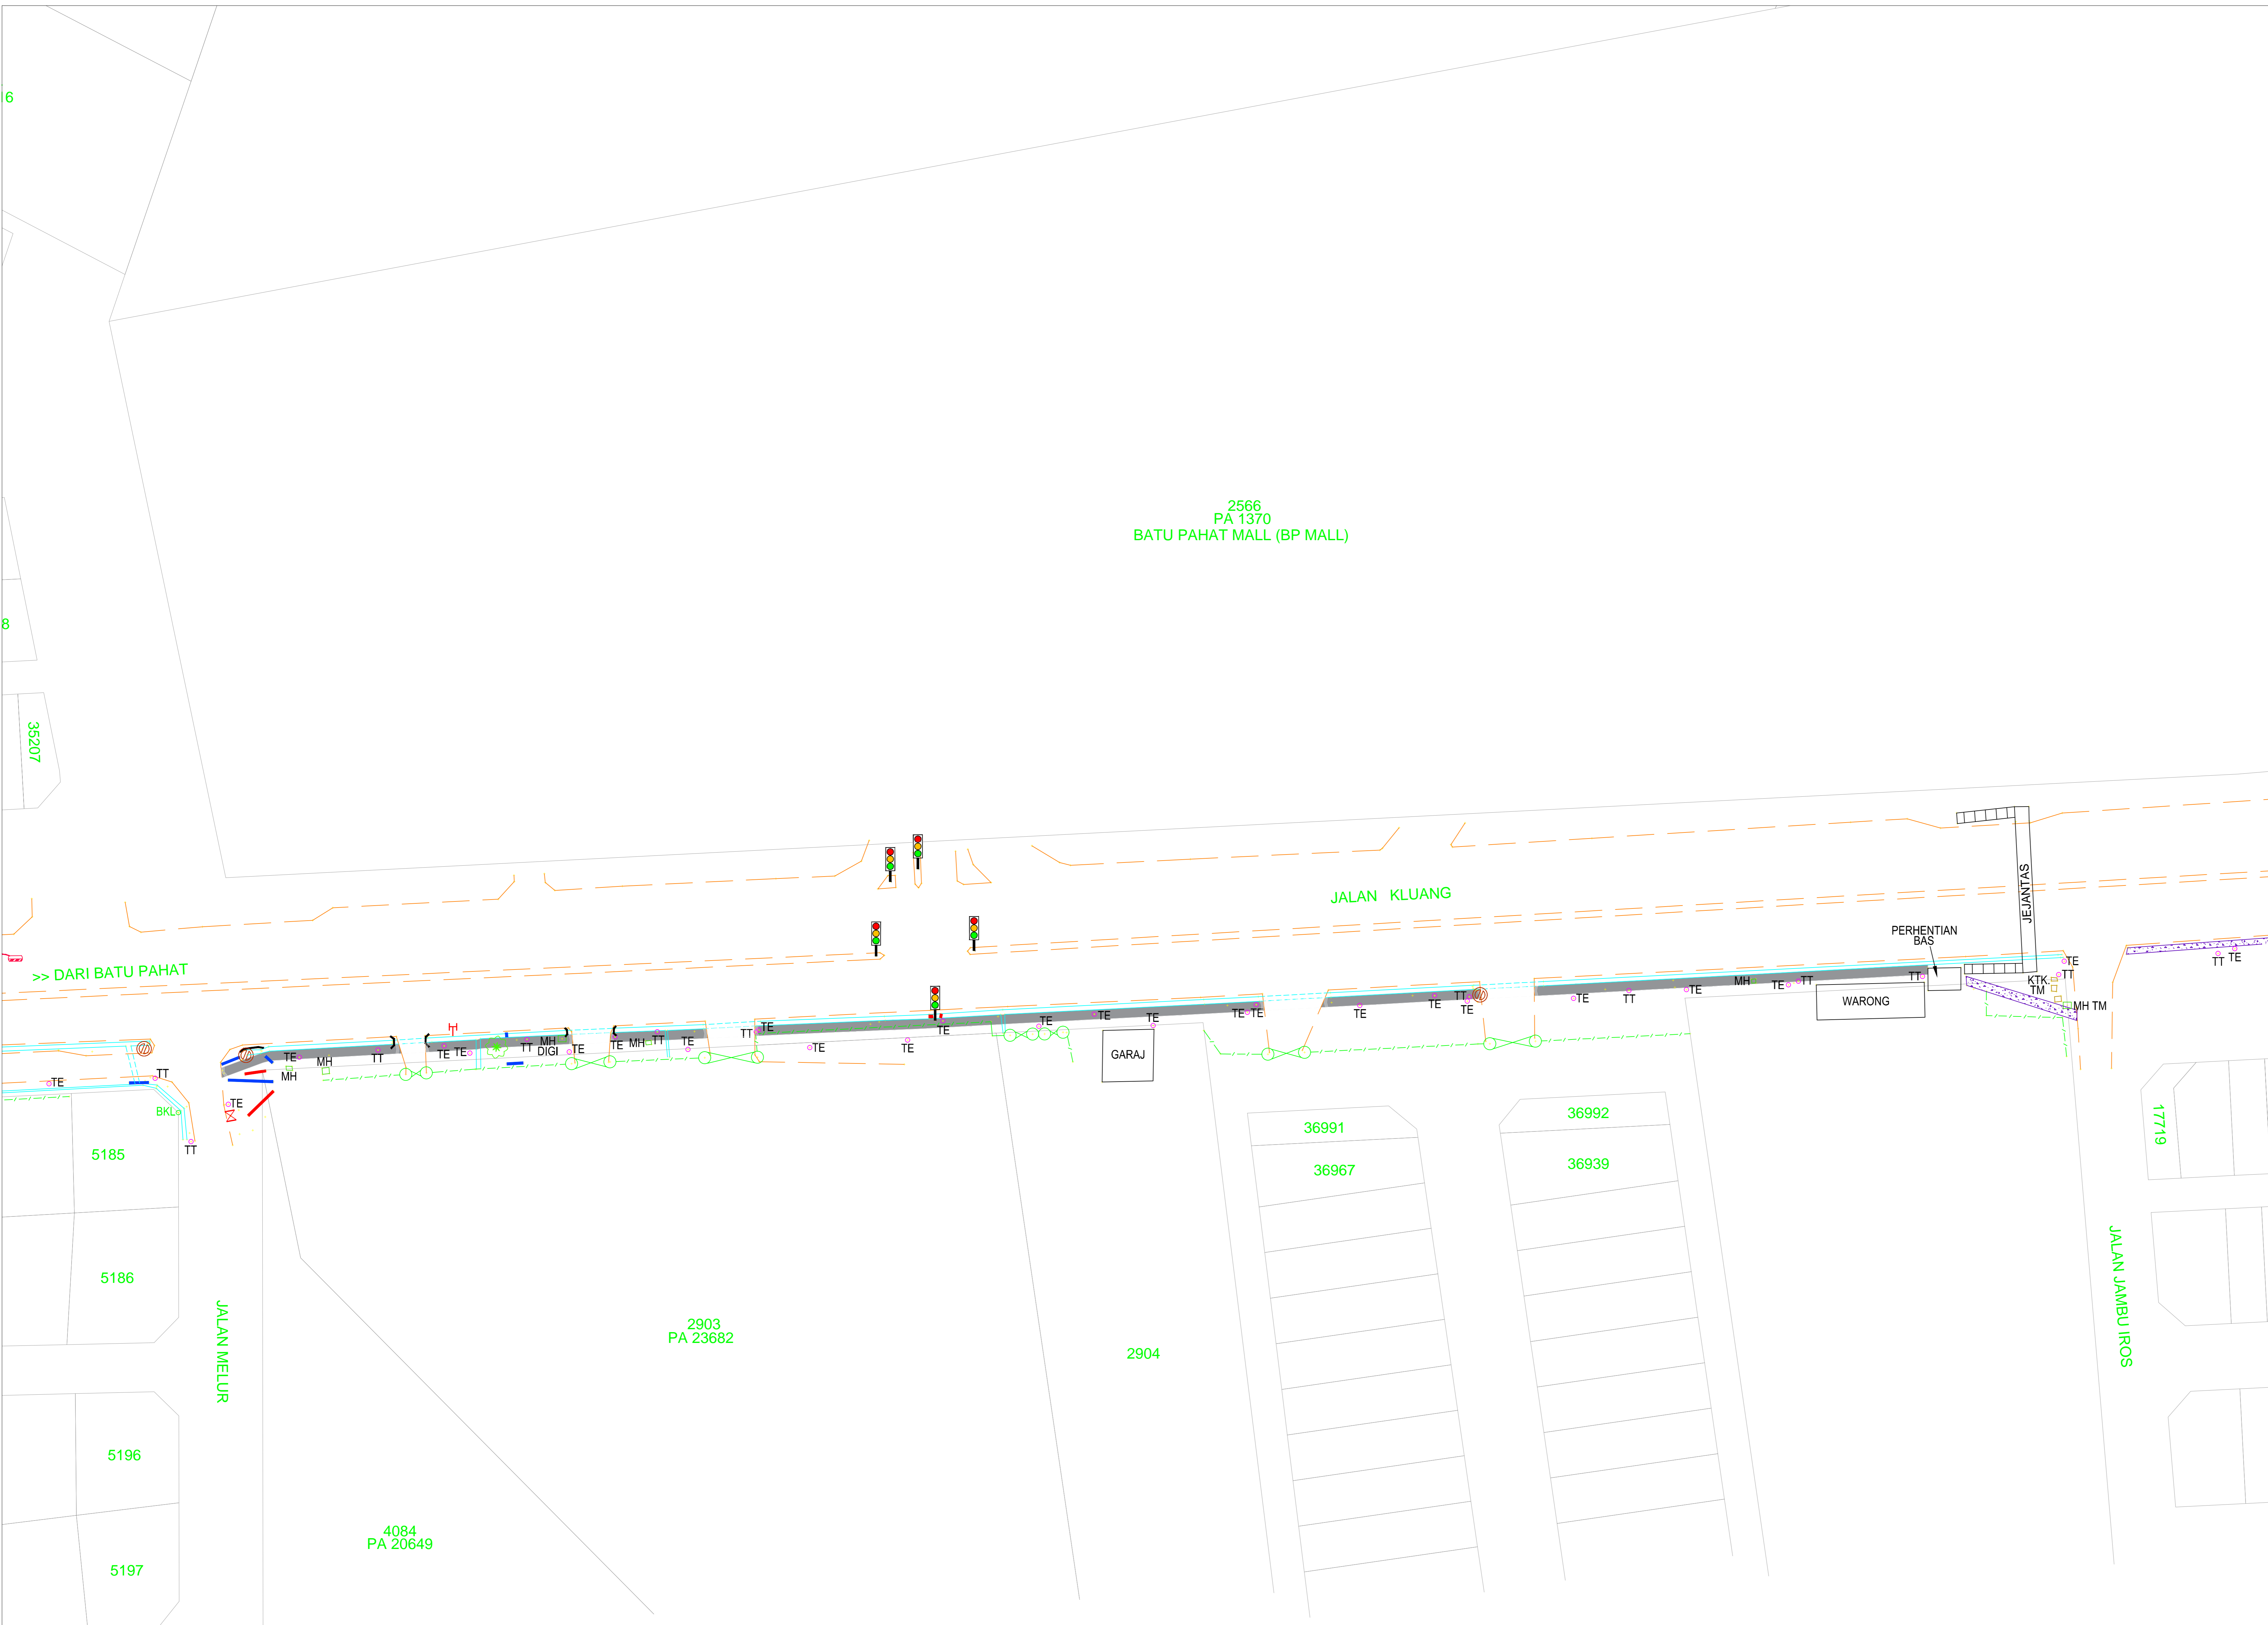 2566
PA 1370
BATU PAHAT MALL (BP MALL)
35207
JALAN KLUANG
JEJANTAS
PERHENTIAN
BAS
>> DARI BATU PAHAT
TE
TT
BKL
TT
TE
TE
MH
MH
TT
TE
TE
TT
MH
DIGI
TE
TE
MH
TT
TE
TT
TE
TE
TE
TE
TE
TE
TE
GARAJ
TE
TE
TE
TE
TT
TE
TE
TT
TE
MH
TE
TT
TT
WARONG
TE
TT
KTK.
TM
MH TM
TT
TE
5185
5186
5196
5197
JALAN MELUR
4084
PA 20649
2903
PA 23682
2904
36991
36967
36992
36939
17719
JALAN JAMBU IROS